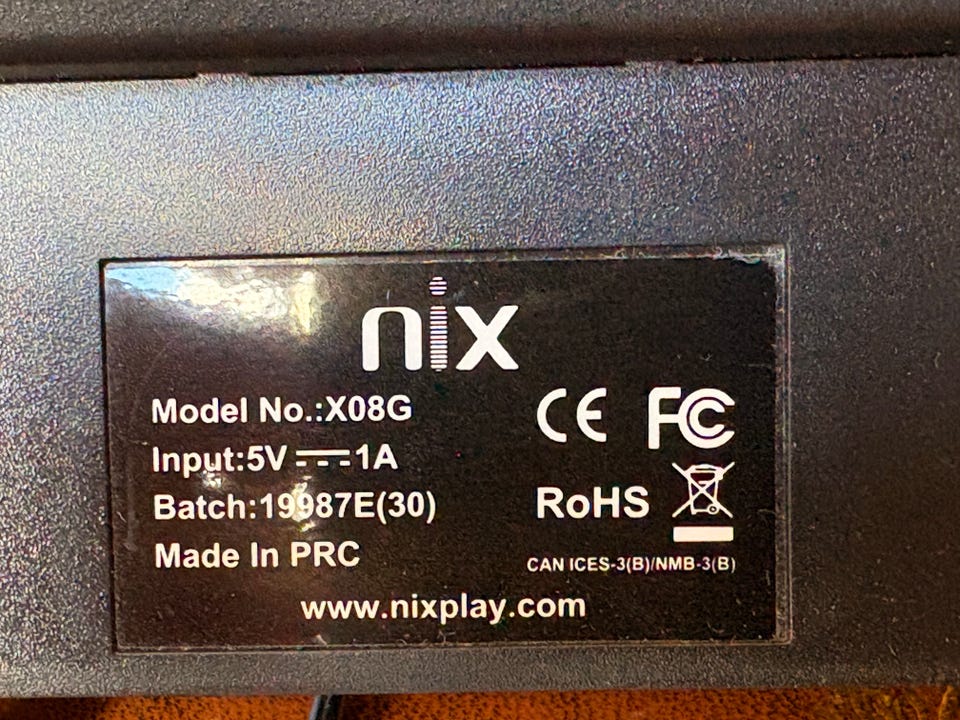 nix
Model No.:X08G
Input:5V ⎓ 1A
Batch:19987E(30)
Made In PRC
CE FC
RoHS
CAN ICES-3(B)/NMB-3(B)
www.nixplay.com